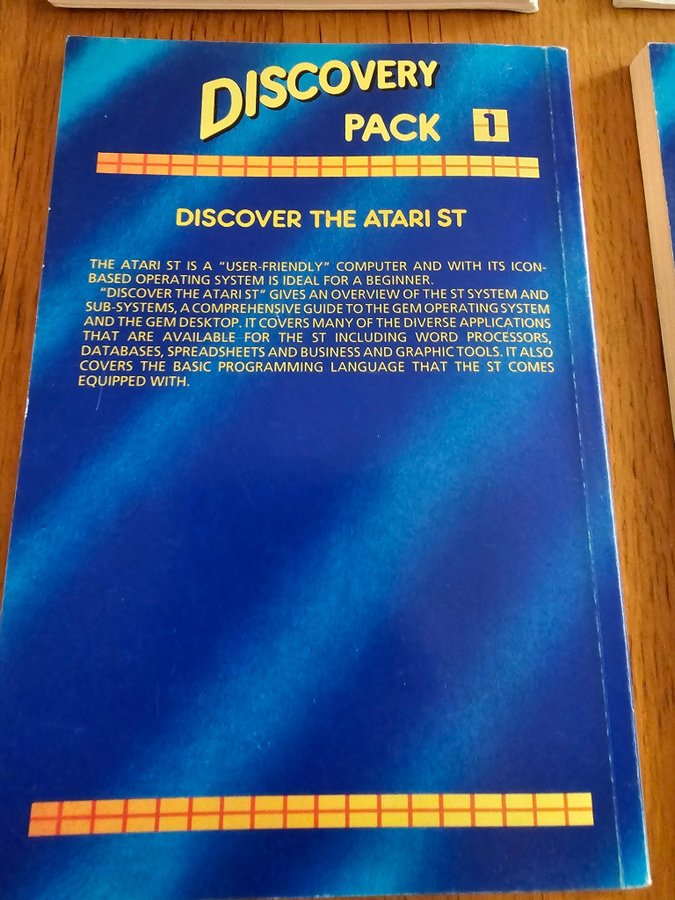 DISCOVERY
PACK 1
DISCOVER THE ATARI ST
THE ATARI ST IS A "USER-FRIENDLY" COMPUTER AND WITH ITS ICON-
BASED OPERATING SYSTEM IS IDEAL FOR A BEGINNER.
"DISCOVER THE ATARI ST" GIVES AN OVERVIEW OF THE ST SYSTEM AND
SUB-SYSTEMS, A COMPREHENSIVE GUIDE TO THE GEM OPERATING SYSTEM
AND THE GEM DESKTOP. IT COVERS MANY OF THE DIVERSE APPLICATIONS
THAT ARE AVAILABLE FOR THE ST INCLUDING WORD PROCESSORS,
DATABASES, SPREADSHEETS AND BUSINESS AND GRAPHIC TOOLS. IT ALSO
COVERS THE BASIC PROGRAMMING LANGUAGE THAT THE ST COMES
EQUIPPED WITH.